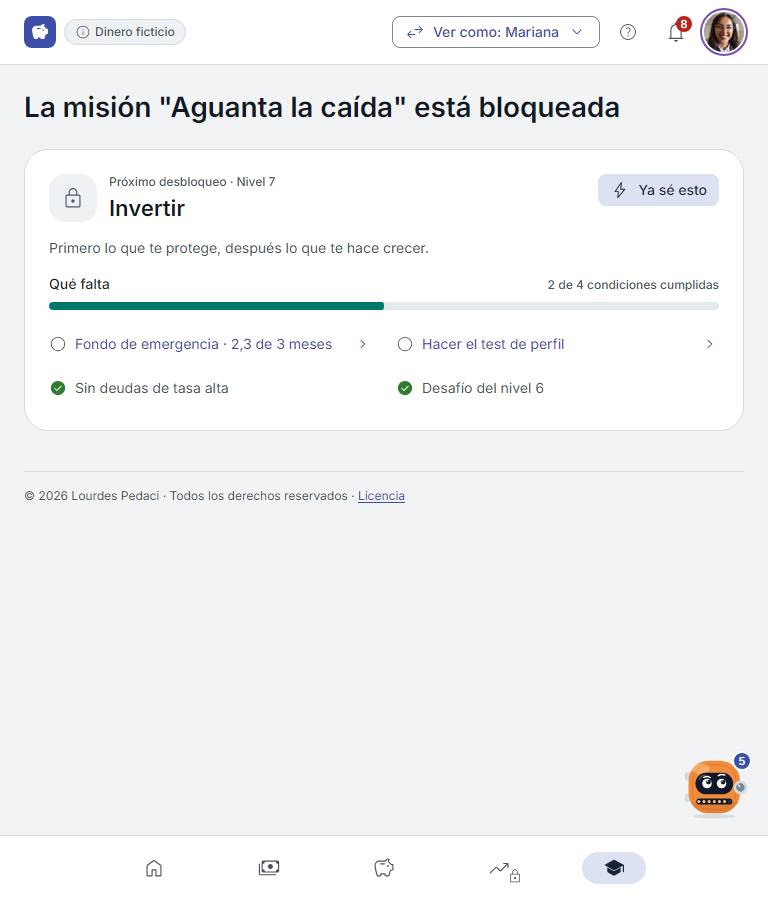 Dinero ficticio
Ver como: Mariana
8
La misión "Aguanta la caída" está bloqueada
Próximo desbloqueo · Nivel 7
Invertir
Ya sé esto
Primero lo que te protege, después lo que te hace crecer.
Qué falta
2 de 4 condiciones cumplidas
Fondo de emergencia · 2,3 de 3 meses
Hacer el test de perfil
Sin deudas de tasa alta
Desafío del nivel 6
© 2026 Lourdes Pedaci · Todos los derechos reservados · Licencia
5